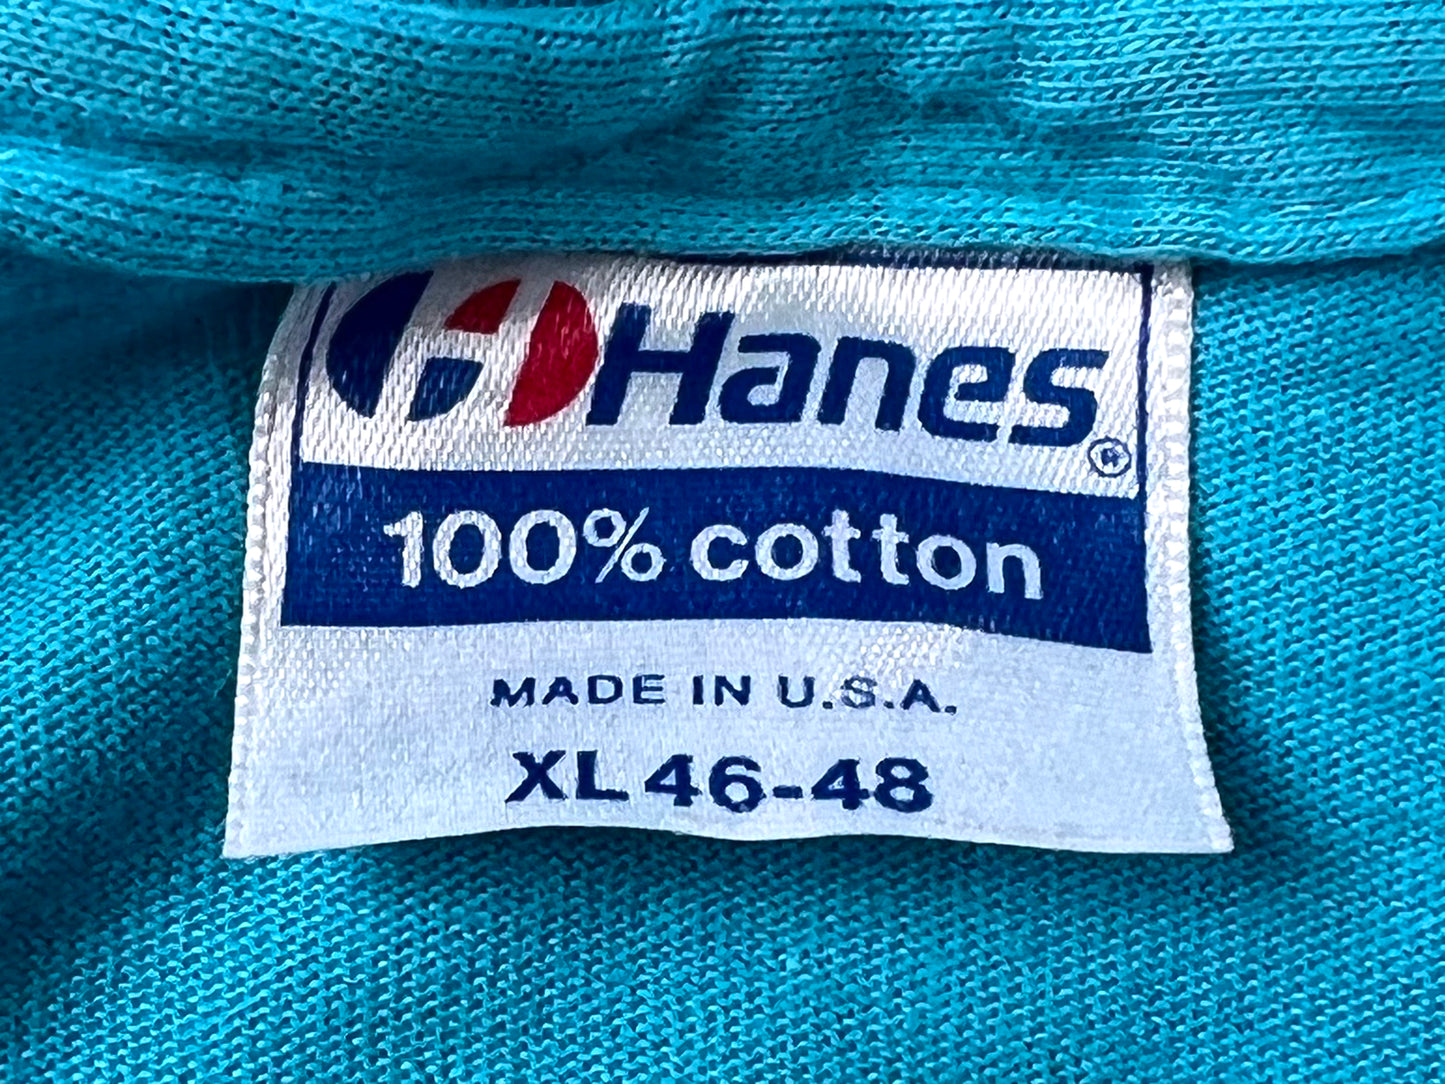 Hanes®
100% cotton
MADE IN U.S.A.
XL 46-48